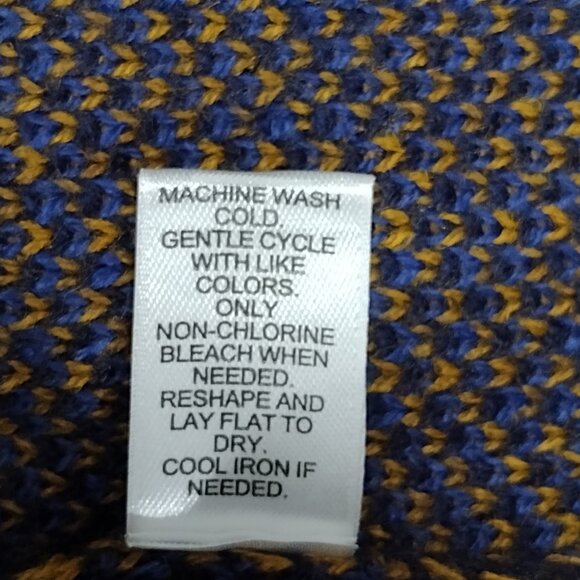 MACHINE WASH
COLD.
GENTLE CYCLE
WITH LIKE
COLORS.
ONLY
NON-CHLORINE
BLEACH WHEN
NEEDED.
RESHAPE AND
LAY FLAT TO
DRY.
COOL IRON IF
NEEDED.